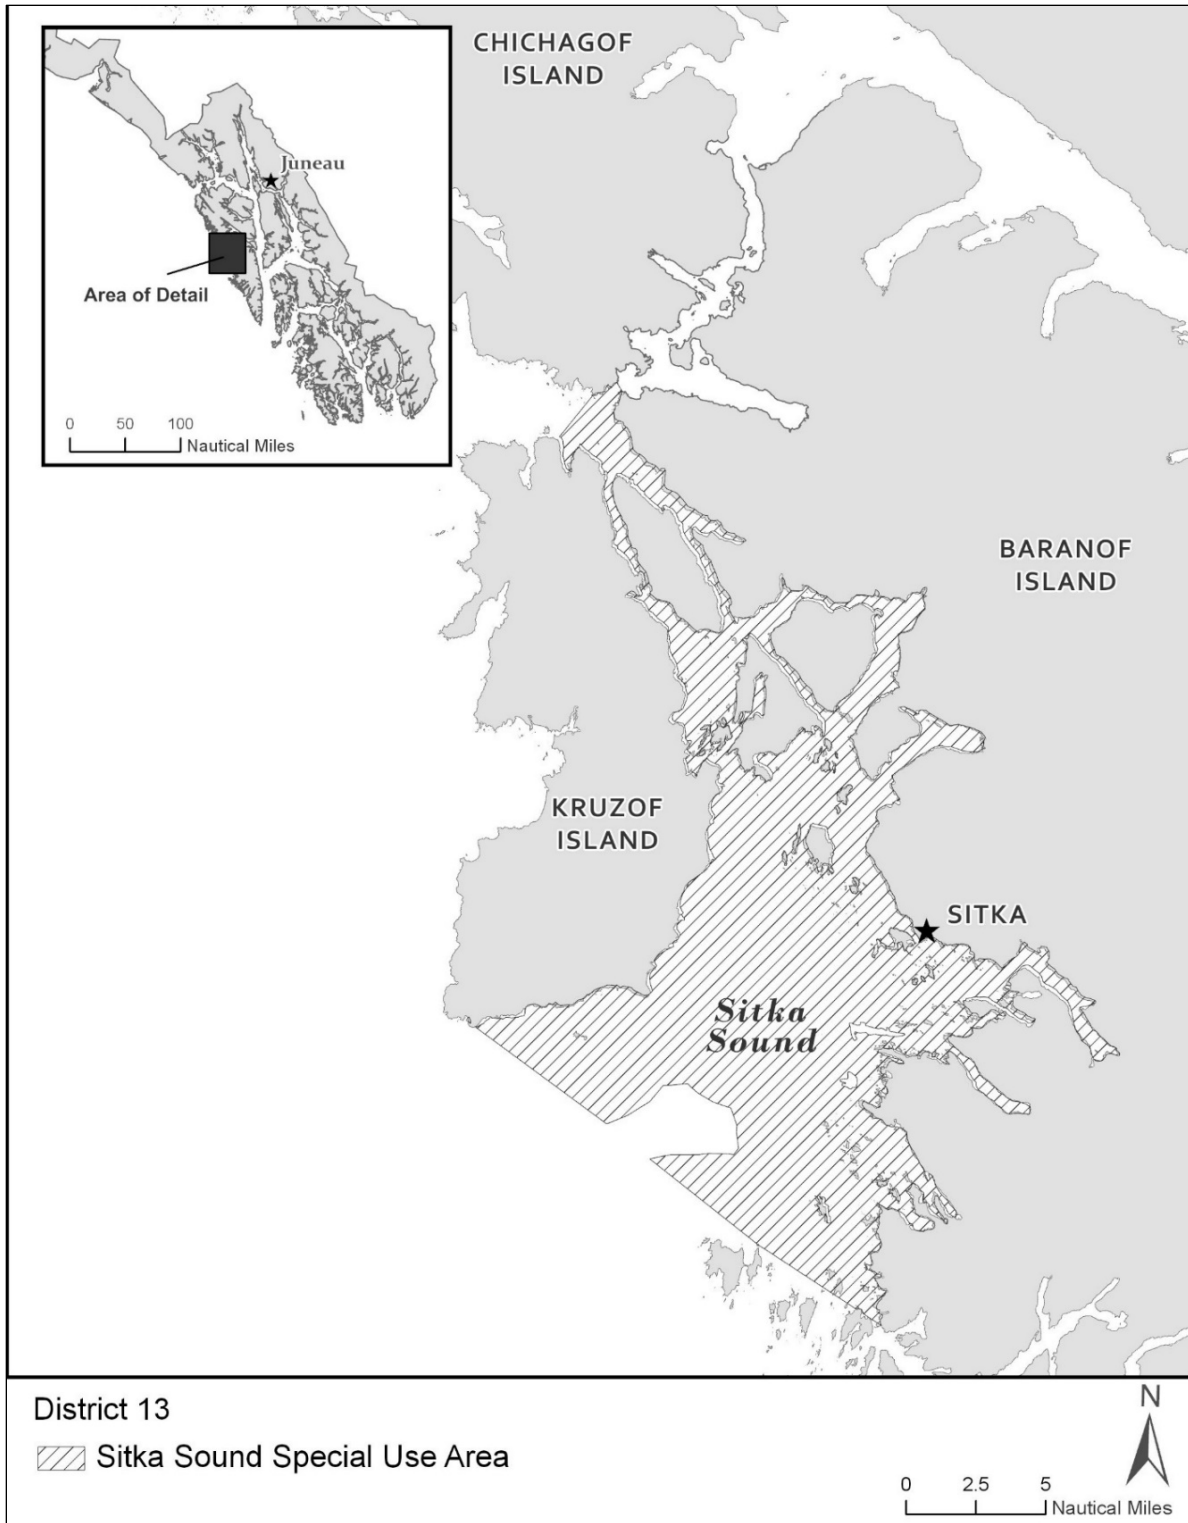 CHICHAGOF
ISLAND
Juneau
Area of Detail
0 50 100
Nautical Miles
BARANOF
ISLAND
KRUZOF
ISLAND
SITKA
Sitka
Sound
District 13
Sitka Sound Special Use Area
N
0 2.5 5
Nautical Miles